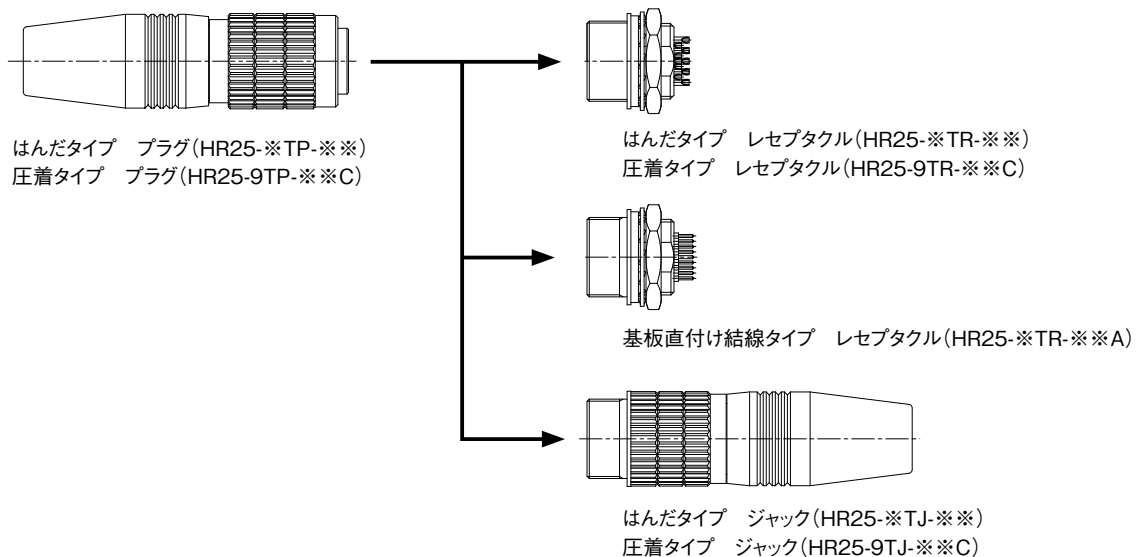 はんだタイプ　プラグ(HR25-※TP-※※)
圧着タイプ　プラグ(HR25-9TP-※※C)
はんだタイプ　レセプタクル(HR25-※TR-※※)
圧着タイプ　レセプタクル(HR25-9TR-※※C)
基板直付け結線タイプ　レセプタクル(HR25-※TR-※※A)
はんだタイプ　ジャック(HR25-※TJ-※※)
圧着タイプ　ジャック(HR25-9TJ-※※C)